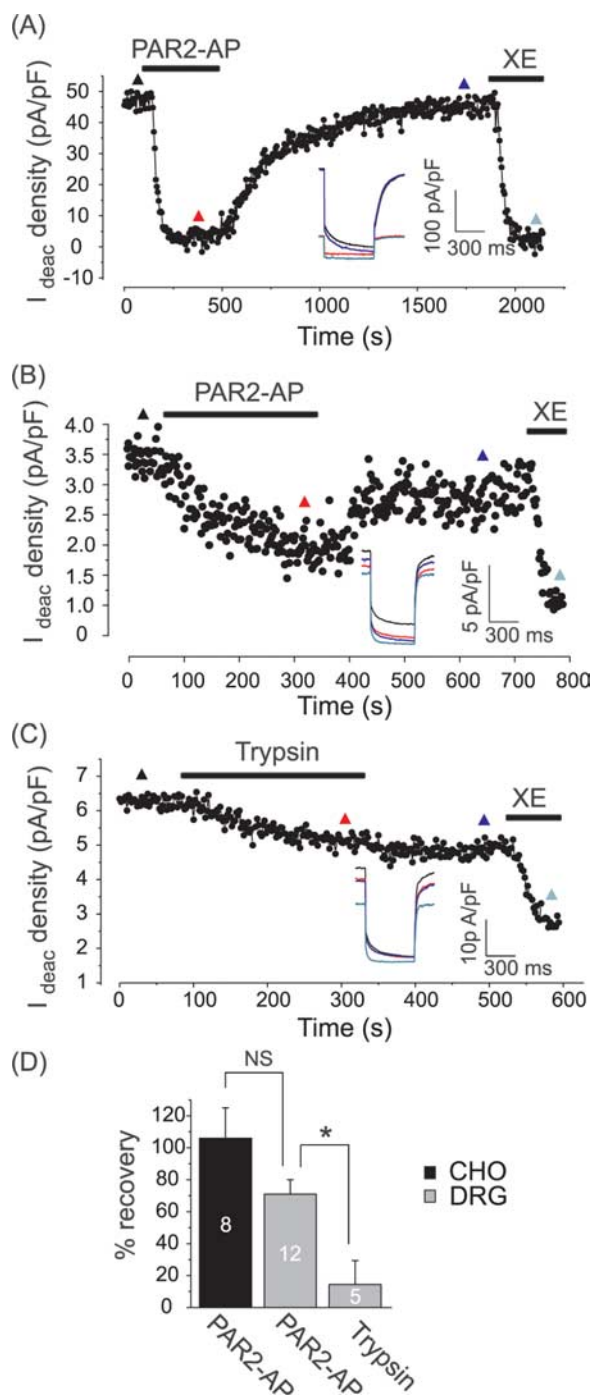 (A)
PAR2-AP
XE
I deac density (pA/pF)
50
40
30
20
10
0
-10
100 pA/pF
300 ms
0 500 1000 1500 2000
Time (s)
(B)
PAR2-AP
XE
I deac density (pA/pF)
4.0
3.5
3.0
2.5
2.0
1.5
1.0
0
5 pA/pF
300 ms
0 100 200 300 400 500 600 700 800
Time (s)
(C)
Trypsin
XE
I deac density (pA/pF)
7
6
5
4
3
2
1
10p A/pF
300 ms
0 100 200 300 400 500 600
Time (s)
(D)
NS
*
% recovery
120
100
80
60
40
20
0
8
12
5
CHO
DRG
PAR2-AP
PAR2-AP
Trypsin